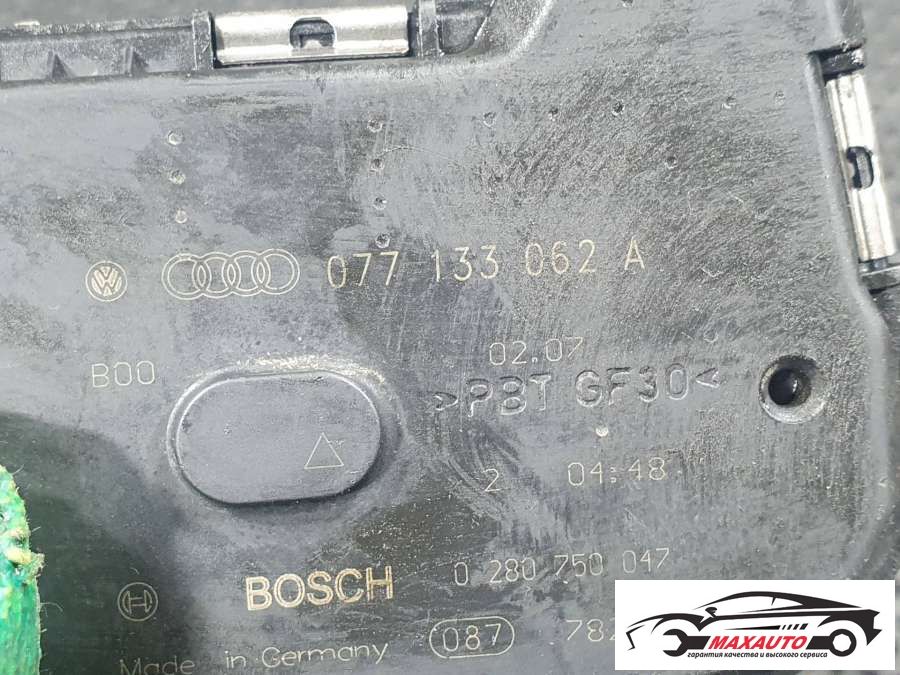 077 133 062 A
B00
02.07
>PBT GF30<
2 04:48
BOSCH 0 280 750 047
087 782
Made in Germany
MAXAUTO
гарантия качества и высокого сервиса